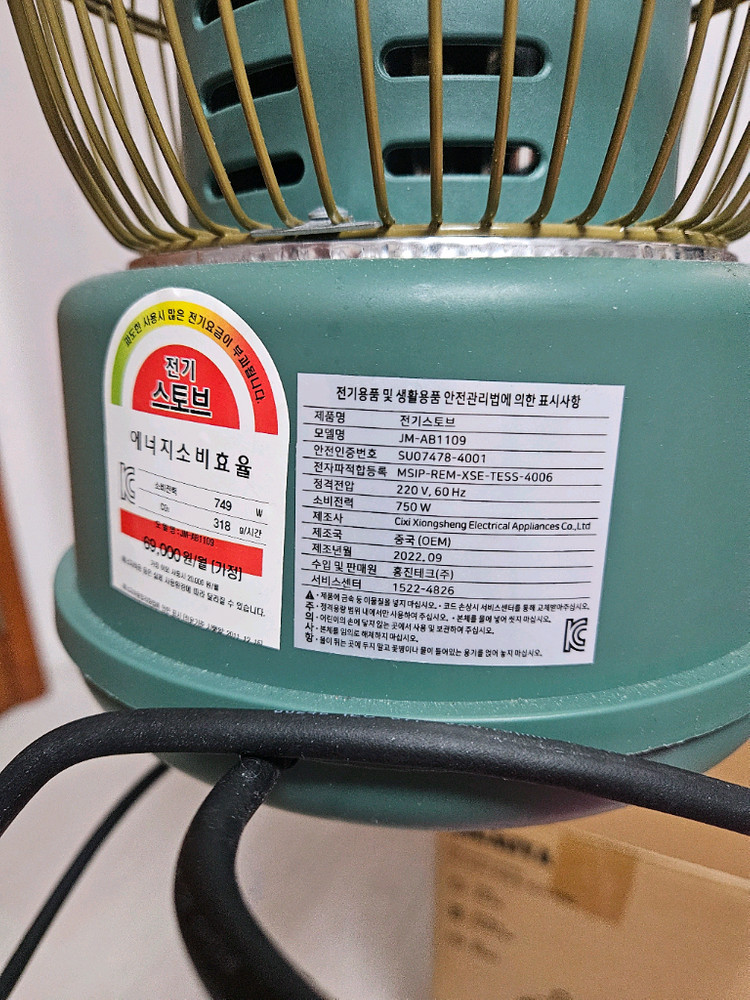 과도한 사용시 많은 전기요금이 부과됩니다.
전기
스토브
에너지소비효율
소비전력 749 W
CO₂ 318 g/시간
모델명:JM-AB1109
69,000원/월 (가정)
전기용품 및 생활용품 안전관리법에 의한 표시사항
제품명 전기스토브
모델명 JM-AB1109
안전인증번호 SU07478-4001
전자파적합등록 MSIP-REM-XSE-TESS-4006
정격전압 220 V, 60 Hz
소비전력 750 W
제조사 Cixi Xiongsheng Electrical Appliances Co.,Ltd
제조국 중국 (OEM)
제조년월 2022. 09
수입 및 판매원 홍진테크(주)
서비스센터 1522-4826
주의사항
• 제품에 금속 등 이물질을 넣지 마십시오. • 코드 손상시 서비스센터를 통해 교체받아주십시오.
• 정격용량 범위 내에서만 사용하여 주십시오. • 본체를 물에 넣어 씻지 마십시오.
• 어린이의 손에 닿지 않는 곳에서 사용 및 보관하여 주십시오.
• 본체를 임의로 해체하지 마십시오.
• 물이 튀는 곳에 두지 말고 꽃병이나 물이 들어있는 용기를 얹어 놓지 마십시오.